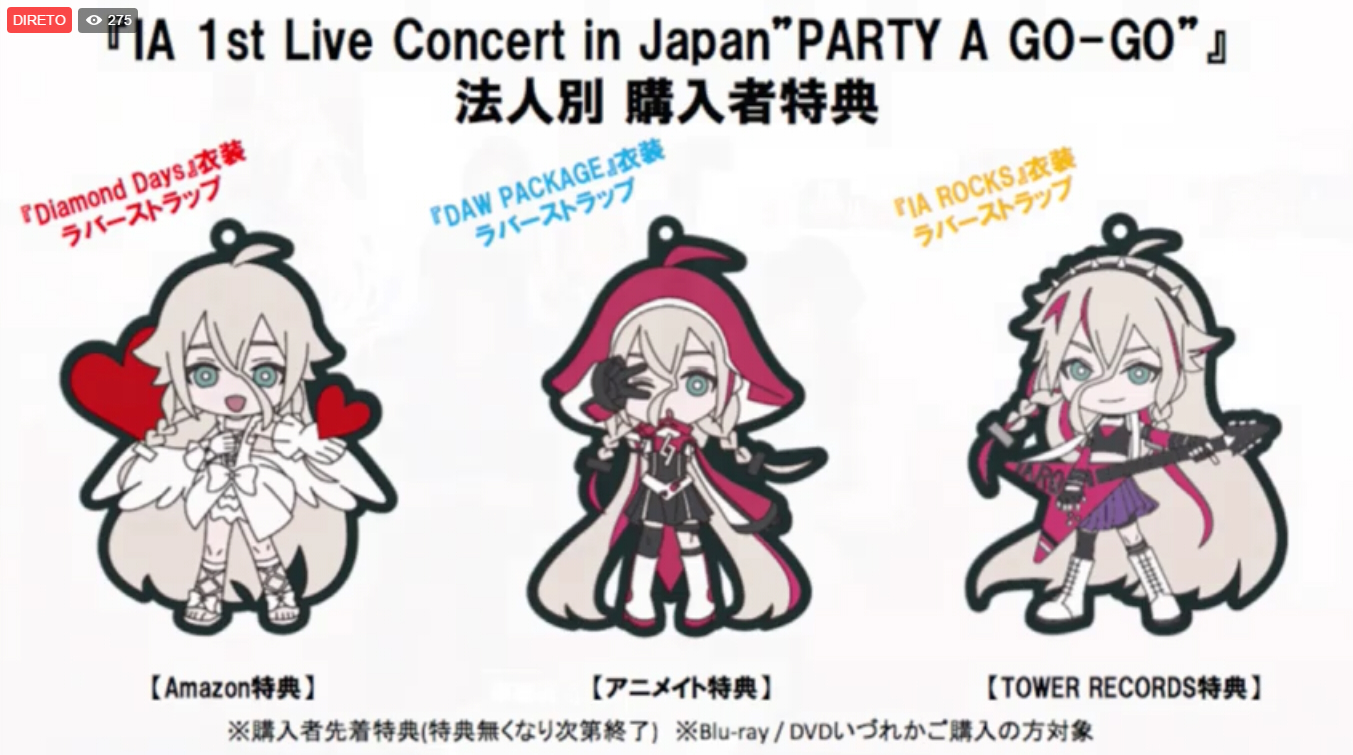 DIRETO 275
『IA 1st Live Concert in Japan”PARTY A GO-GO”』
法人別 購入者特典
『Diamond Days』衣装
ラバーストラップ
『DAW PACKAGE』衣装
ラバーストラップ
『IA ROCKS』衣装
ラバーストラップ
【Amazon特典】
【アニメイト特典】
【TOWER RECORDS特典】
※購入者先着特典(特典無くなり次第終了) ※Blu-ray / DVDいづれかご購入の方対象